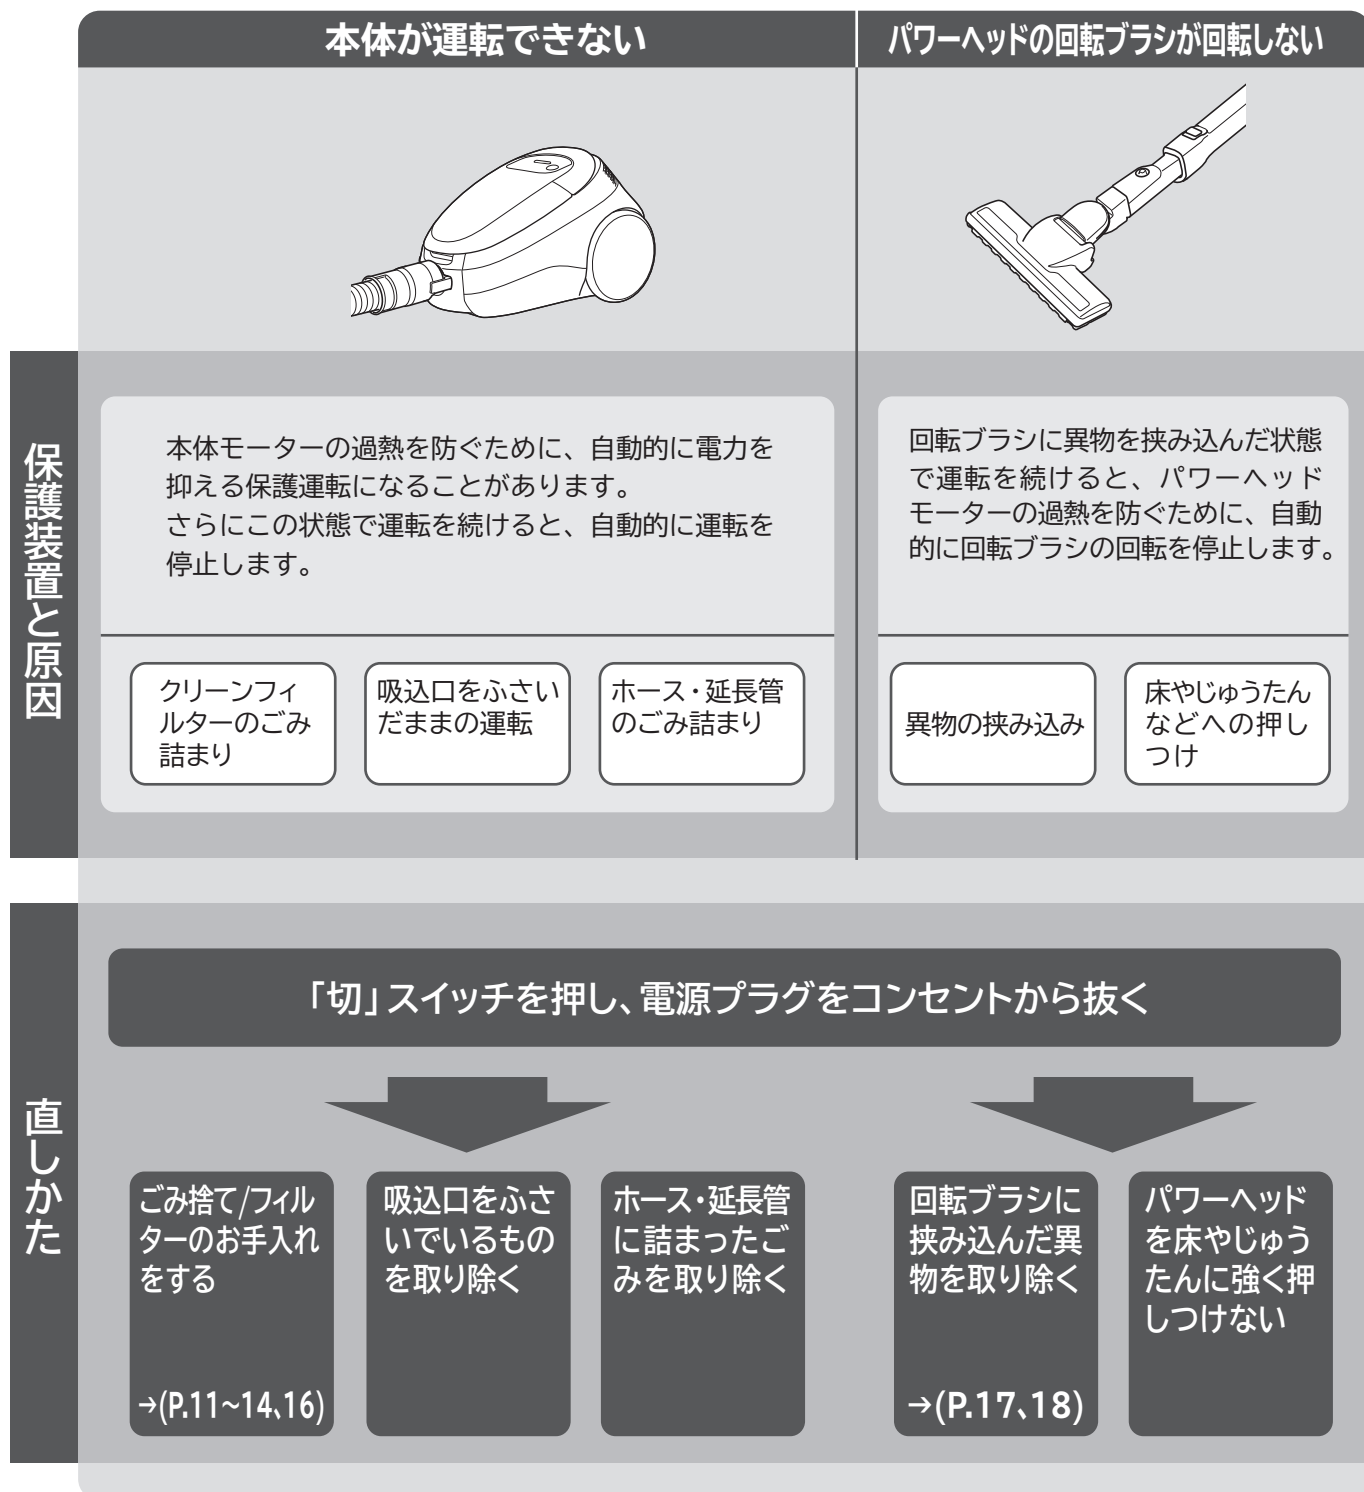 本体が運転できない
パワーヘッドの回転ブラシが回転しない
保護装置と原因
本体モーターの過熱を防ぐために、自動的に電力を
抑える保護運転になることがあります。
さらにこの状態で運転を続けると、自動的に運転を
停止します。
クリーンフィ
ルターのごみ
詰まり
吸込口をふさい
だままの運転
ホース・延長管
のごみ詰まり
回転ブラシに異物を挟み込んだ状態
で運転を続けると、パワーヘッド
モーターの過熱を防ぐために、自動
的に回転ブラシの回転を停止します。
異物の挟み込み
床やじゅうたん
などへの押し
つけ
直しかた
「切」スイッチを押し、電源プラグをコンセントから抜く
ごみ捨て/フィル
ターのお手入れ
をする
→(P.11~14、16)
吸込口をふさ
いでいるもの
を取り除く
ホース・延長管
に詰まったご
みを取り除く
回転ブラシに
挟み込んだ異
物を取り除く
→(P.17、18)
パワーヘッド
を床やじゅう
たんに強く押
しつけない